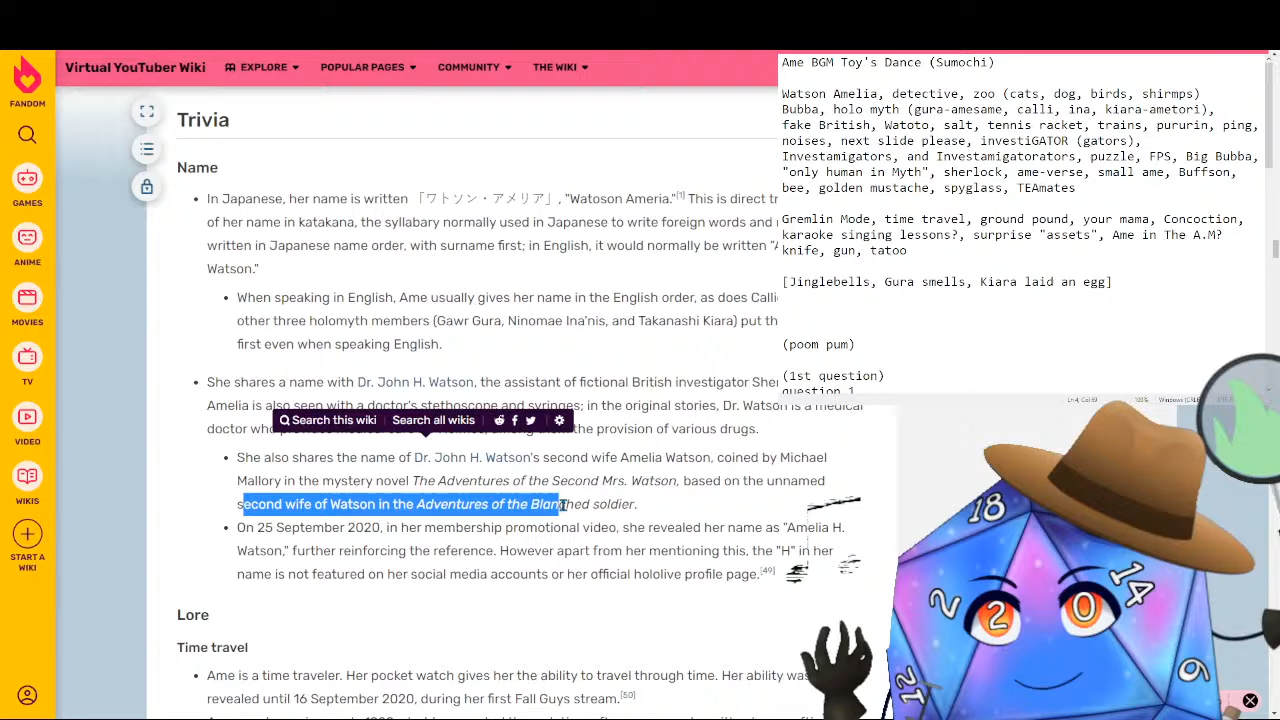 FANDOM
GAMES
ANIME
MOVIES
TV
VIDEO
WIKIS
START A
WIKI
Virtual YouTuber Wiki
EXPLORE
POPULAR PAGES
COMMUNITY
THE WIKI
Trivia
Name
In Japanese, her name is written 「ワトソン・アメリア」, "Watoson Ameria."[1] This is direct
of her name in katakana, the syllabary normally used in Japanese to write foreign words and
written in Japanese name order, with surname first; in English, it would normally be written
Watson."
When speaking in English, Ame usually gives her name in the English order, as does
other three holomyth members (Gawr Gura, Ninomae Ina'nis, and Takanashi Kiara) put
first even when speaking English.
She shares a name with Dr. John H. Watson, the assistant of fictional British investigator
Amelia is also seen with a doctor's stethoscope and syringes; in the original stories, Dr. Watson is a medical
doctor the provision of various drugs.
Search this wiki
Search all wikis
She also shares the name of Dr. John H. Watson's second wife Amelia Watson, coined by Michael
Mallory in the mystery novel The Adventures of the Second Mrs. Watson, based on the unnamed
second wife of Watson in the Adventures of the Blanched soldier.
On 25 September 2020, in her membership promotional video, she revealed her name as "Amelia H.
Watson," further reinforcing the reference. However apart from her mentioning this, the "H" in her
name is not featured on her social media accounts or her official hololive profile page.[49]
Lore
Time travel
Ame is a time traveler. Her pocket watch gives her the ability to travel through time. Her ability
revealed until 16 September 2020, during her first Fall Guys stream.[50]
Ame BGM Toy's Dance (Sumochi)
Watson Amelia, detective, zoo (cats, dog, birds, shirmps)
Bubba, holo myth (gura-amesame, calli, ina, kiara-ametori),
fake British, Watoto, salt, tennis racket, trains, pururin, ping,
noises, next slide please, investiGATOR (gators),
Investamigators, and Investigamatorators, puzzle, FPS, Big Bubba,
"only human in Myth", sherlock, ame-verse, small ame, Buffson,
bee, golden mustache, spyglass, TEAmates
Gremlin Mode, time travel, ground pound, your mama, Concoction,
karaoke singing lessons?, surprise "assets", Ame in The A.M?
knife, gun, tatoo
[Jinglebells, Gura smells, Kiara laid an egg]
(poom pum)
(1st question)
question 1
Ln 4, Col 69
100%
18
14
2
2
0
12